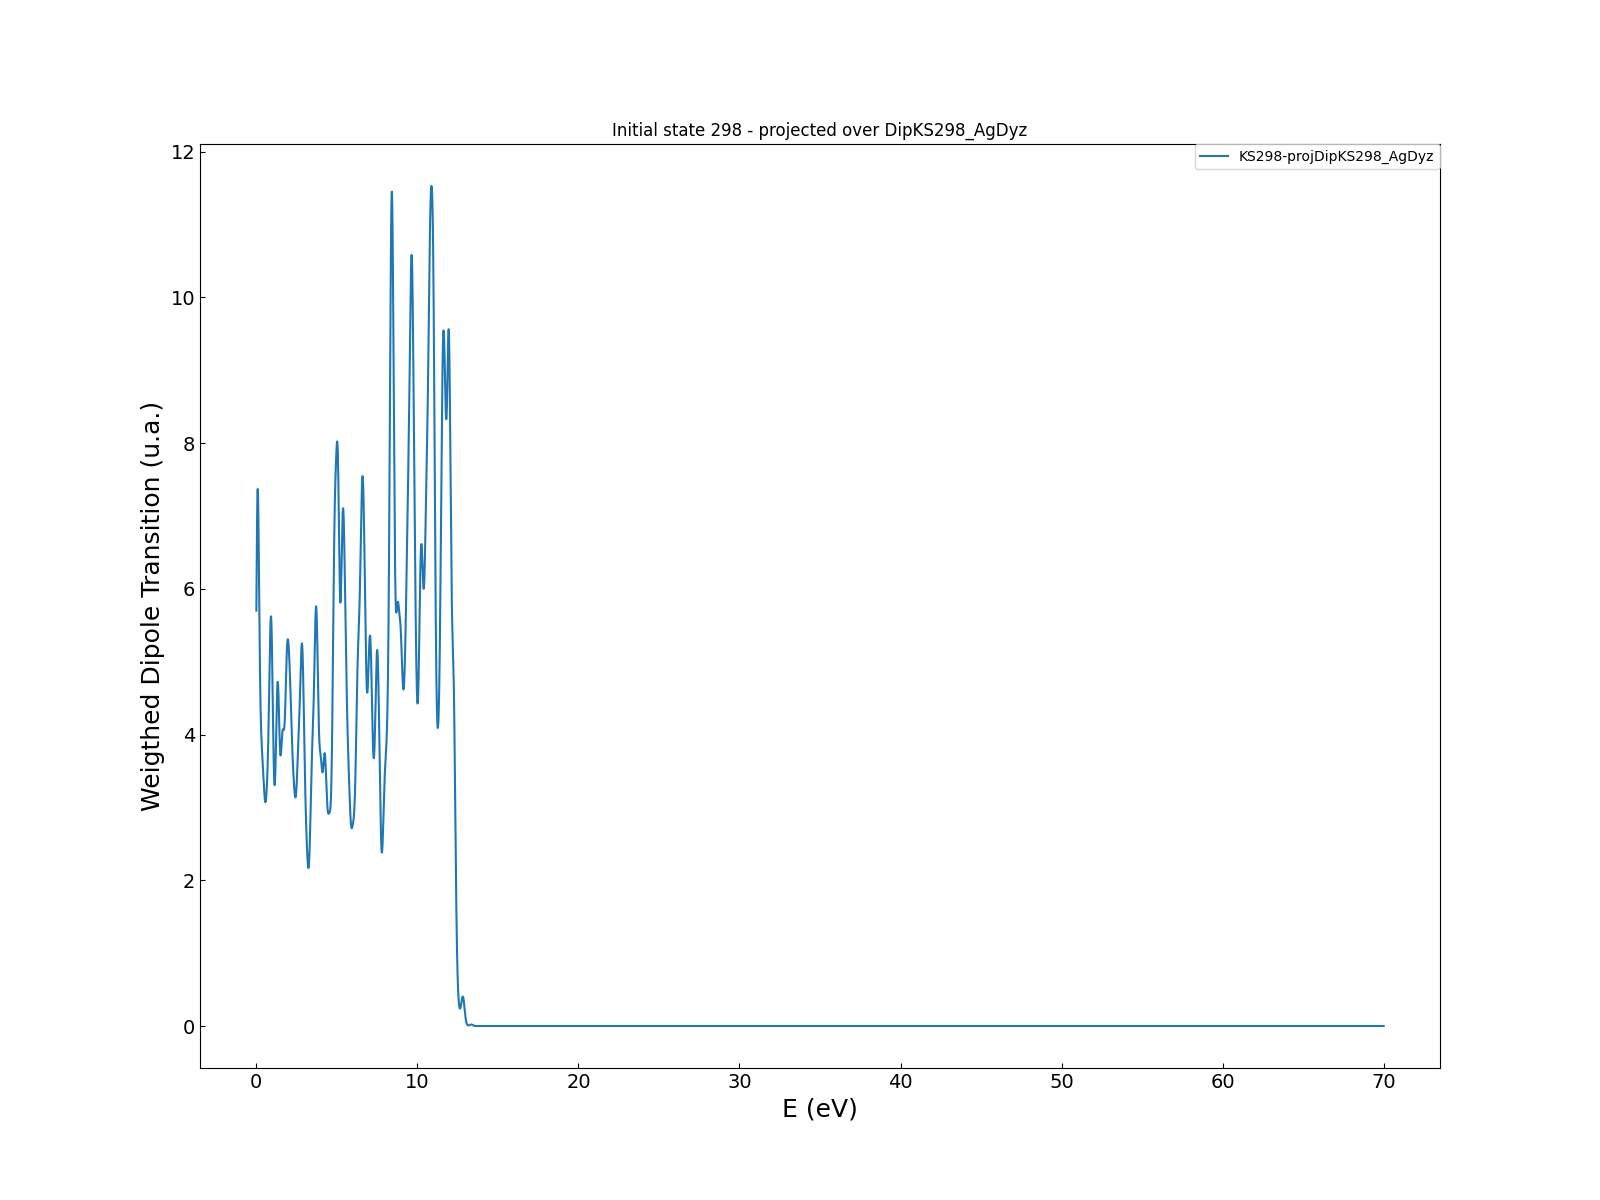 Initial state 298 - projected over DipKS298_AgDyz
KS298-projDipKS298_AgDyz
12
10
8
6
4
2
0
Weigthed Dipole Transition (u.a.)
0 10 20 30 40 50 60 70
E (eV)